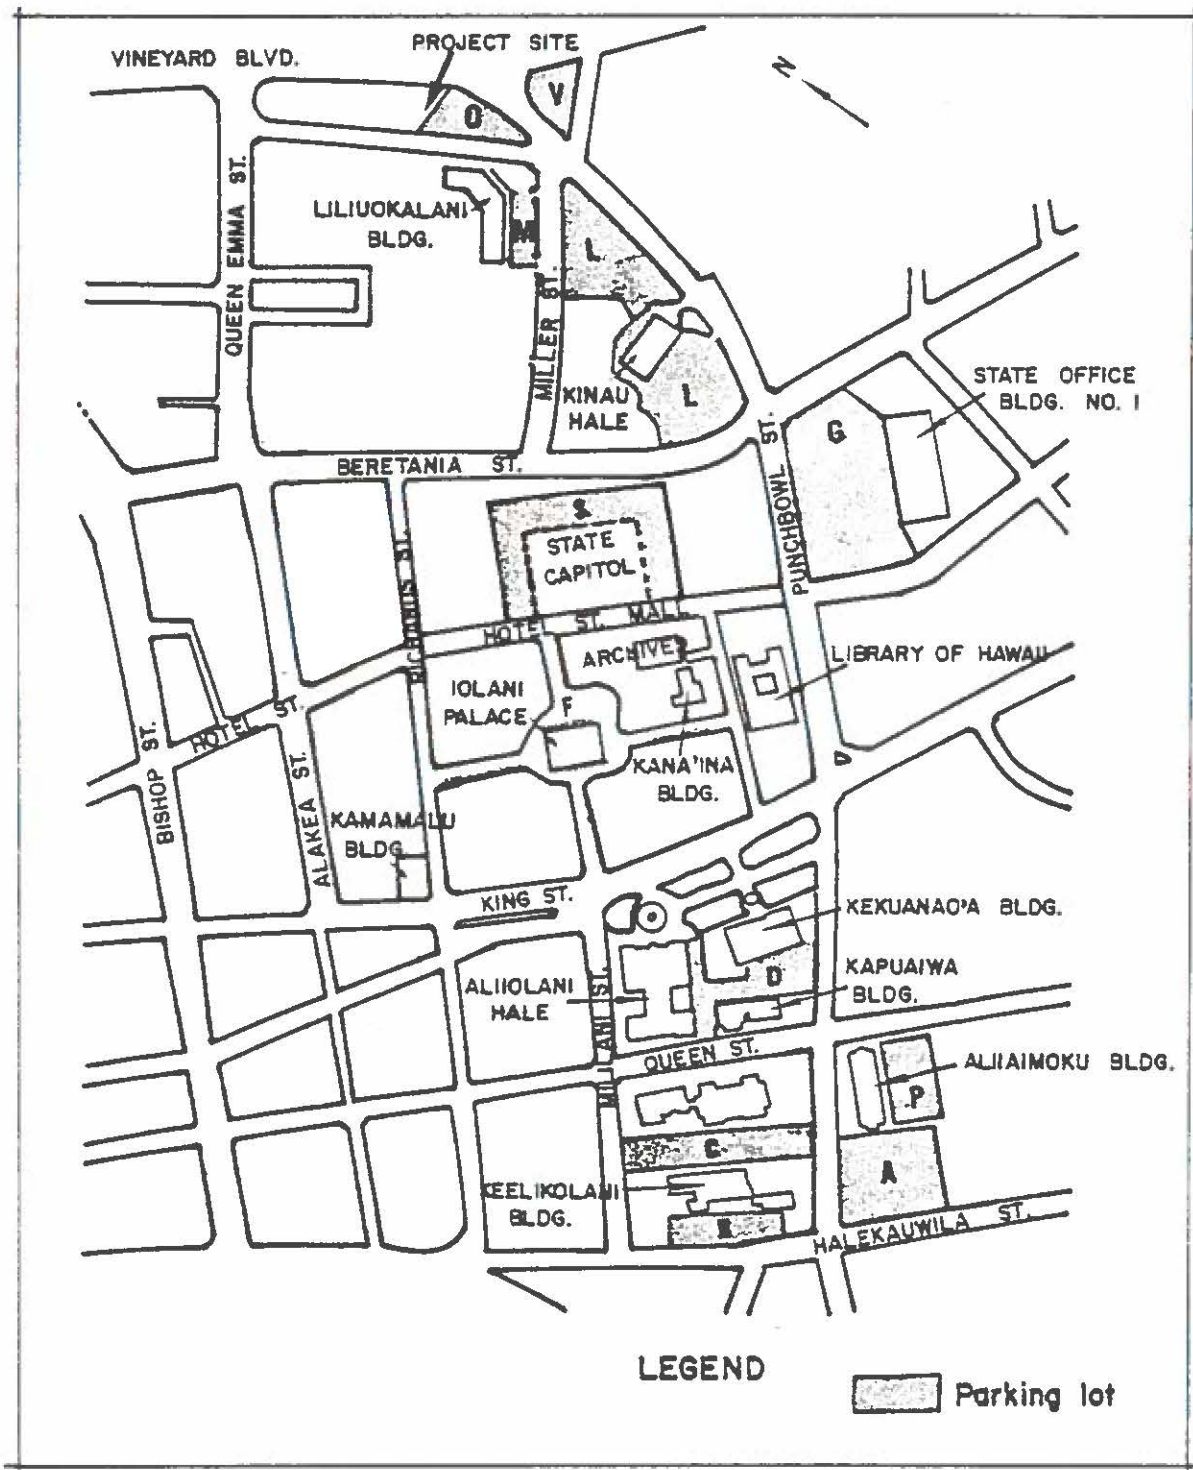 PROJECT SITE
VINEYARD BLVD.
N
V
O
QUEEN EMMA ST.
LILIUOKALANI
BLDG.
M
L
MILLER ST.
KINAU
HALE
L
STATE OFFICE
BLDG. NO. 1
G
PUNCHBOWL ST.
BERETANIA ST.
S
STATE
CAPITOL
RICHARDS ST.
HOTEL ST. MALL
ARCHIVE
LIBRARY OF HAWAII
IOLANI
PALACE
F
HOTEL ST.
BISHOP ST.
ALAKEA ST.
KANA'INA
BLDG.
KAMAMALU
BLDG
KING ST.
KEKUANAO'A BLDG.
D
KAPUAIWA
BLDG.
ALIIOLANI
HALE
MILILANI ST.
QUEEN ST.
ALIIAIMOKU BLDG.
P
C
A
KEELIKOLANI
BLDG.
HALEKAUWILA ST.
LEGEND
Parking lot